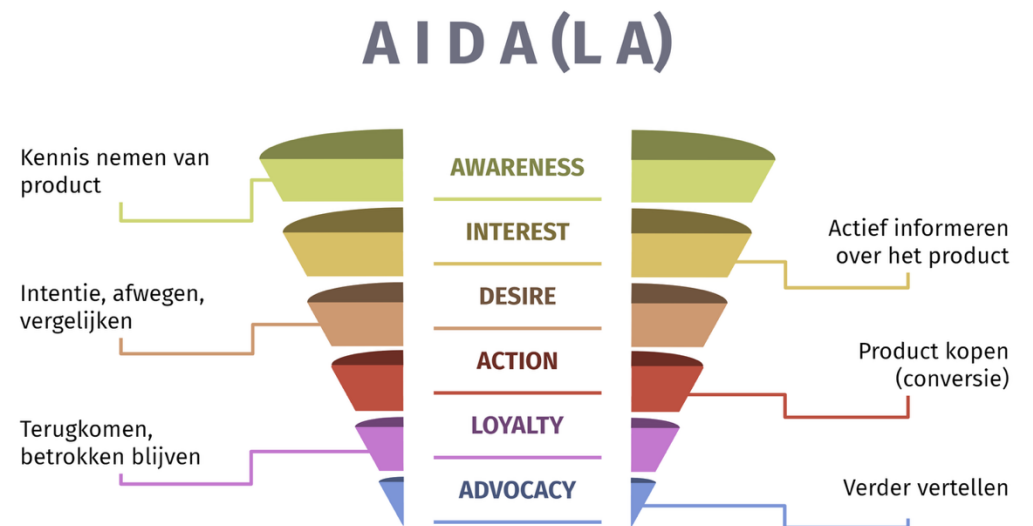 AIDA(LA)
Kennis nemen van
product
AWARENESS
INTEREST
Actief informeren
over het product
Intentie, afwegen,
vergelijken
DESIRE
ACTION
Product kopen
(conversie)
Terugkomen,
betrokken blijven
LOYALTY
ADVOCACY
Verder vertellen